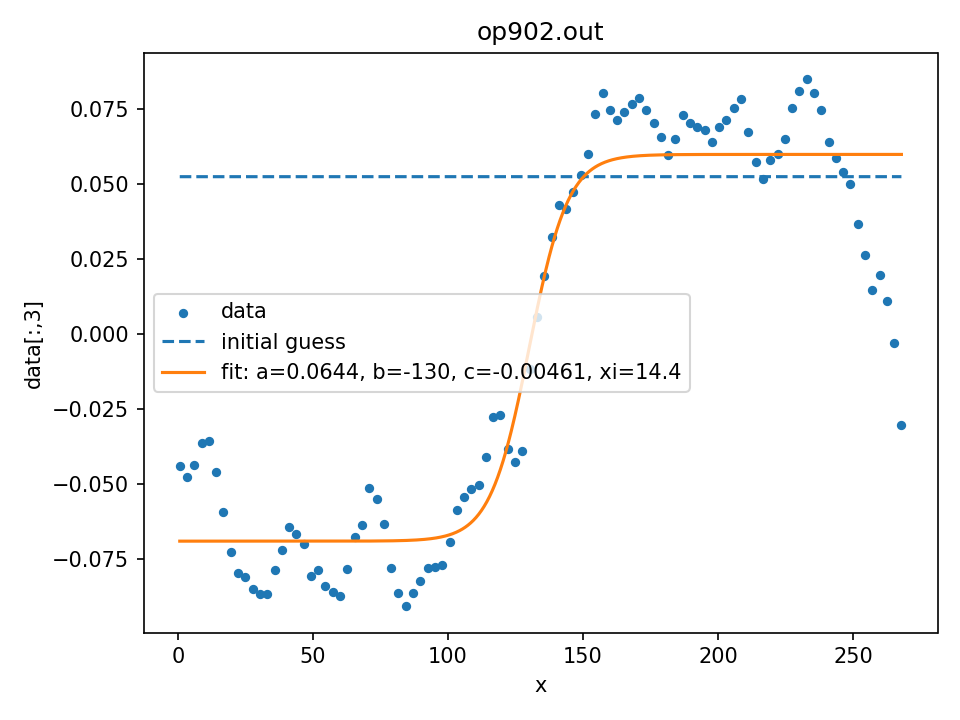 op902.out
0.075
0.050
0.025
0.000
−0.025
−0.050
−0.075
data[:,3]
data
initial guess
fit: a=0.0644, b=-130, c=-0.00461, xi=14.4
0
50
100
150
200
250
x